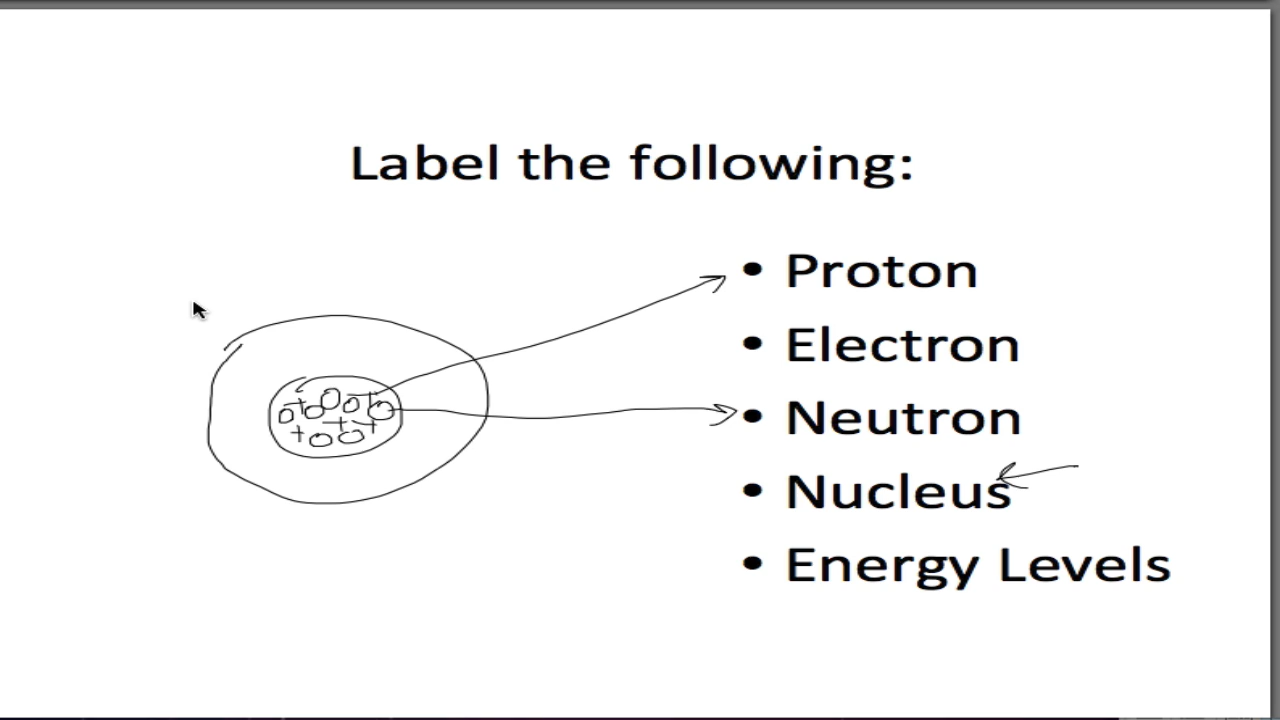 Label the following:
• Proton
• Electron
• Neutron
• Nucleus
• Energy Levels